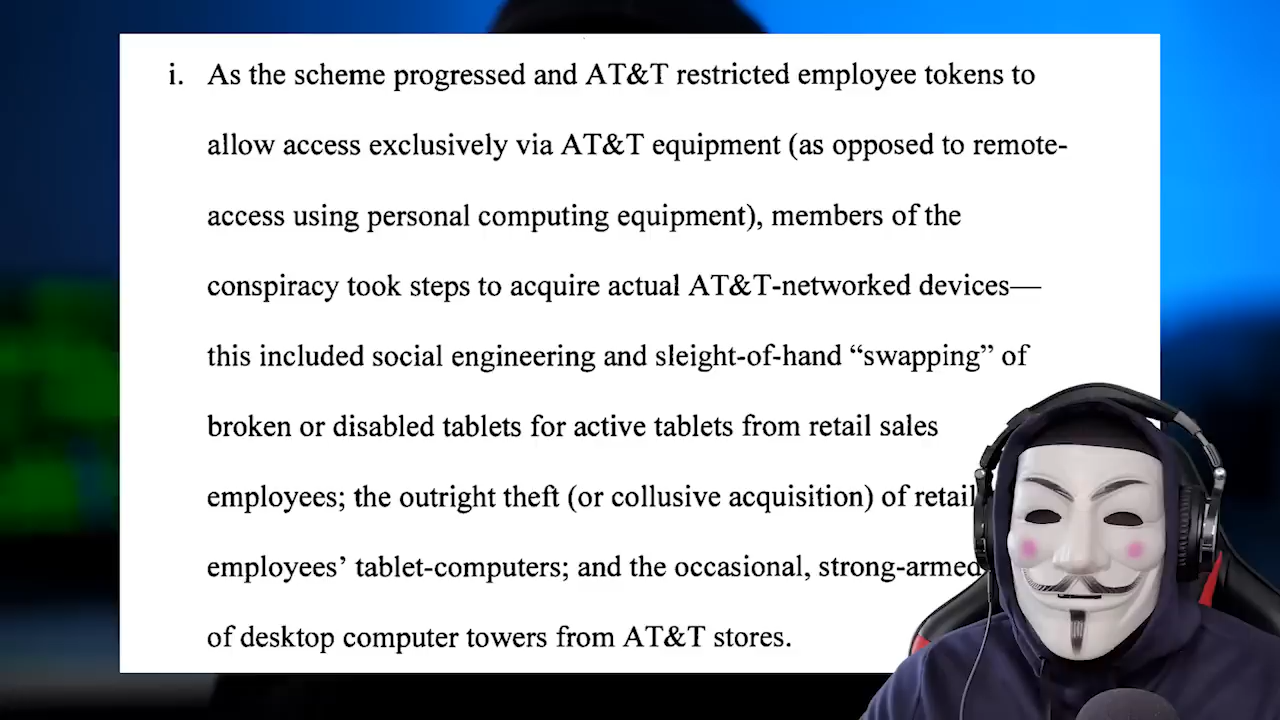 i. As the scheme progressed and AT&T restricted employee tokens to
allow access exclusively via AT&T equipment (as opposed to remote-
access using personal computing equipment), members of the
conspiracy took steps to acquire actual AT&T-networked devices—
this included social engineering and sleight-of-hand “swapping” of
broken or disabled tablets for active tablets from retail sales
employees; the outright theft (or collusive acquisition) of retail
employees’ tablet-computers; and the occasional, strong-armed
of desktop computer towers from AT&T stores.